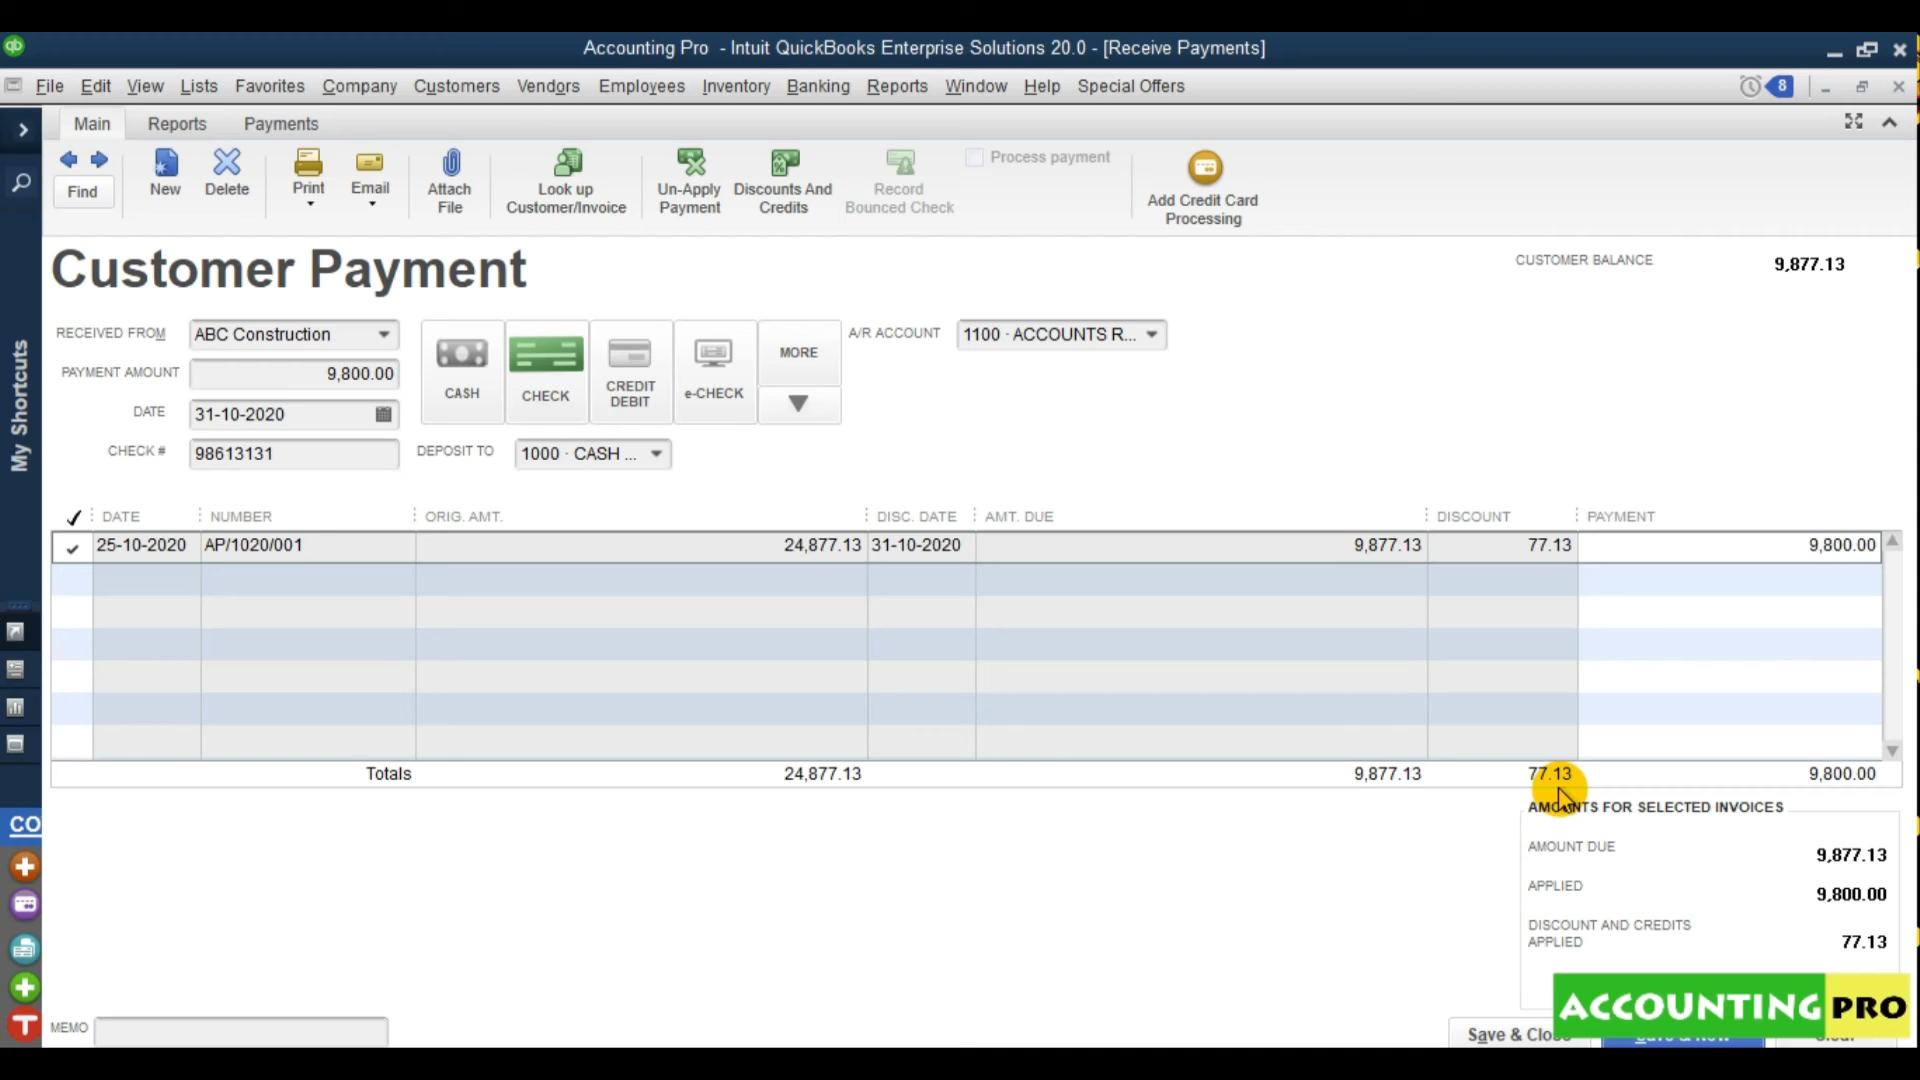 qb
Accounting Pro - Intuit QuickBooks Enterprise Solutions 20.0 - [Receive Payments]
File Edit View Lists Favorites Company Customers Vendors Employees Inventory Banking Reports Window Help Special Offers 8
Main Reports Payments
Find New Delete Print Email Attach File Look up Customer/Invoice Un-Apply Payment Discounts And Credits Record Bounced Check Process payment Add Credit Card Processing
My Shortcuts
Customer Payment
CUSTOMER BALANCE 9,877.13
RECEIVED FROM ABC Construction
PAYMENT AMOUNT 9,800.00
DATE 31-10-2020
CHECK # 98613131
CASH CHECK CREDIT DEBIT e-CHECK MORE
A/R ACCOUNT 1100 · ACCOUNTS R...
DEPOSIT TO 1000 · CASH ...
DATE NUMBER ORIG. AMT. DISC. DATE AMT. DUE DISCOUNT PAYMENT
25-10-2020 AP/1020/001 24,877.13 31-10-2020 9,877.13 77.13 9,800.00
Totals 24,877.13 9,877.13 77.13 9,800.00
AMOUNTS FOR SELECTED INVOICES
AMOUNT DUE 9,877.13
APPLIED 9,800.00
DISCOUNT AND CREDITS
APPLIED 77.13
CO
T
MEMO
Save & Clo
ACCOUNTING PRO